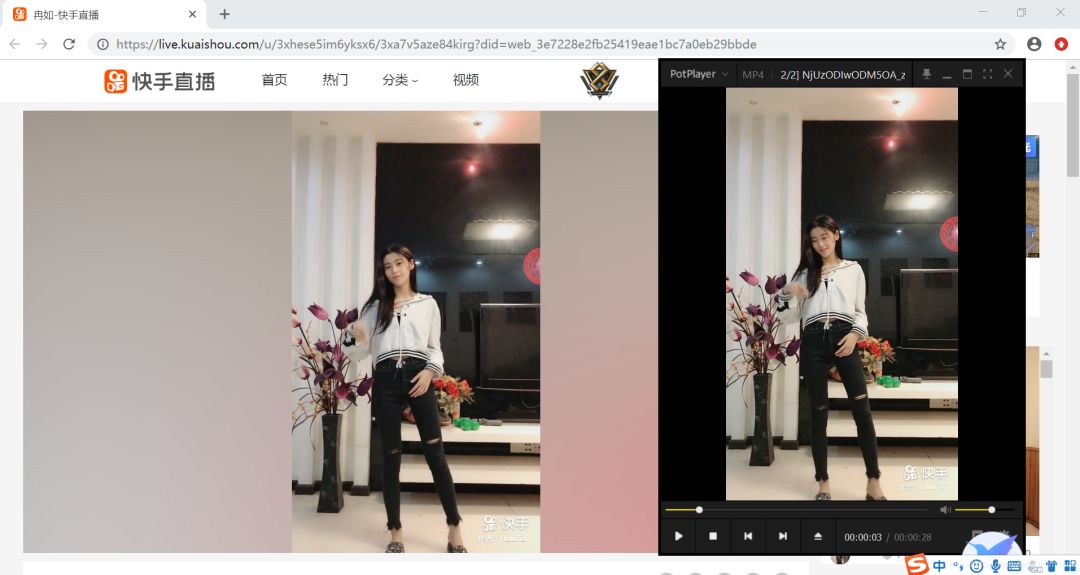 冉如-快手直播
https://live.kuaishou.com/u/3xhese5im6yksx6/3xa7v5aze84kirg?did=web_3e7228e2fb25419eae1bc7a0eb29bbde
快手直播 首页 热门 分类 视频
PotPlayer MP4 2/2] NjUzODIwODM5OA_z
快手
快手
00:00:03 / 00:00:28
中